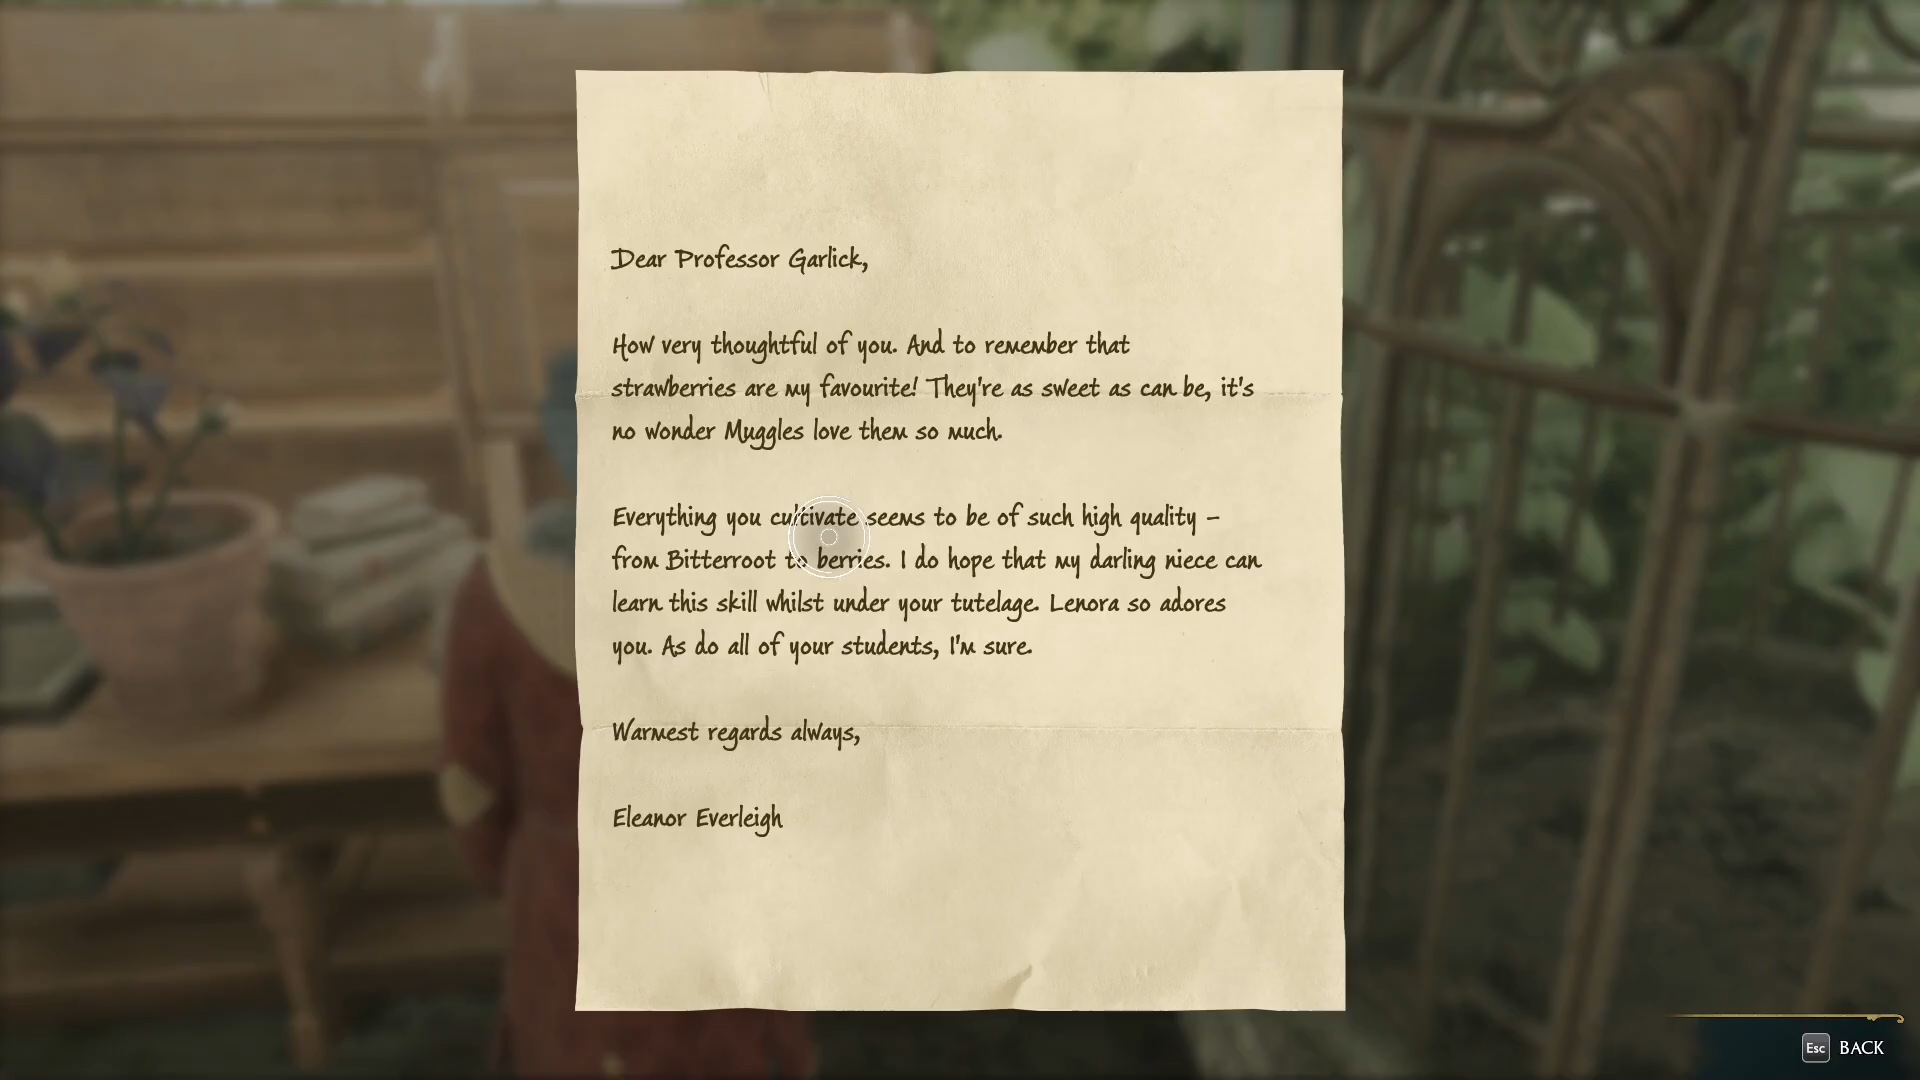 Dear Professor Garlick,
How very thoughtful of you. And to remember that
strawberries are my favourite! They're as sweet as can be, it's
no wonder Muggles love them so much.
Everything you cultivate seems to be of such high quality –
from Bitterroot to berries. I do hope that my darling niece can
learn this skill whilst under your tutelage. Lenora so adores
you. As do all of your students, I'm sure.
Warmest regards always,
Eleanor Everleigh
Esc BACK